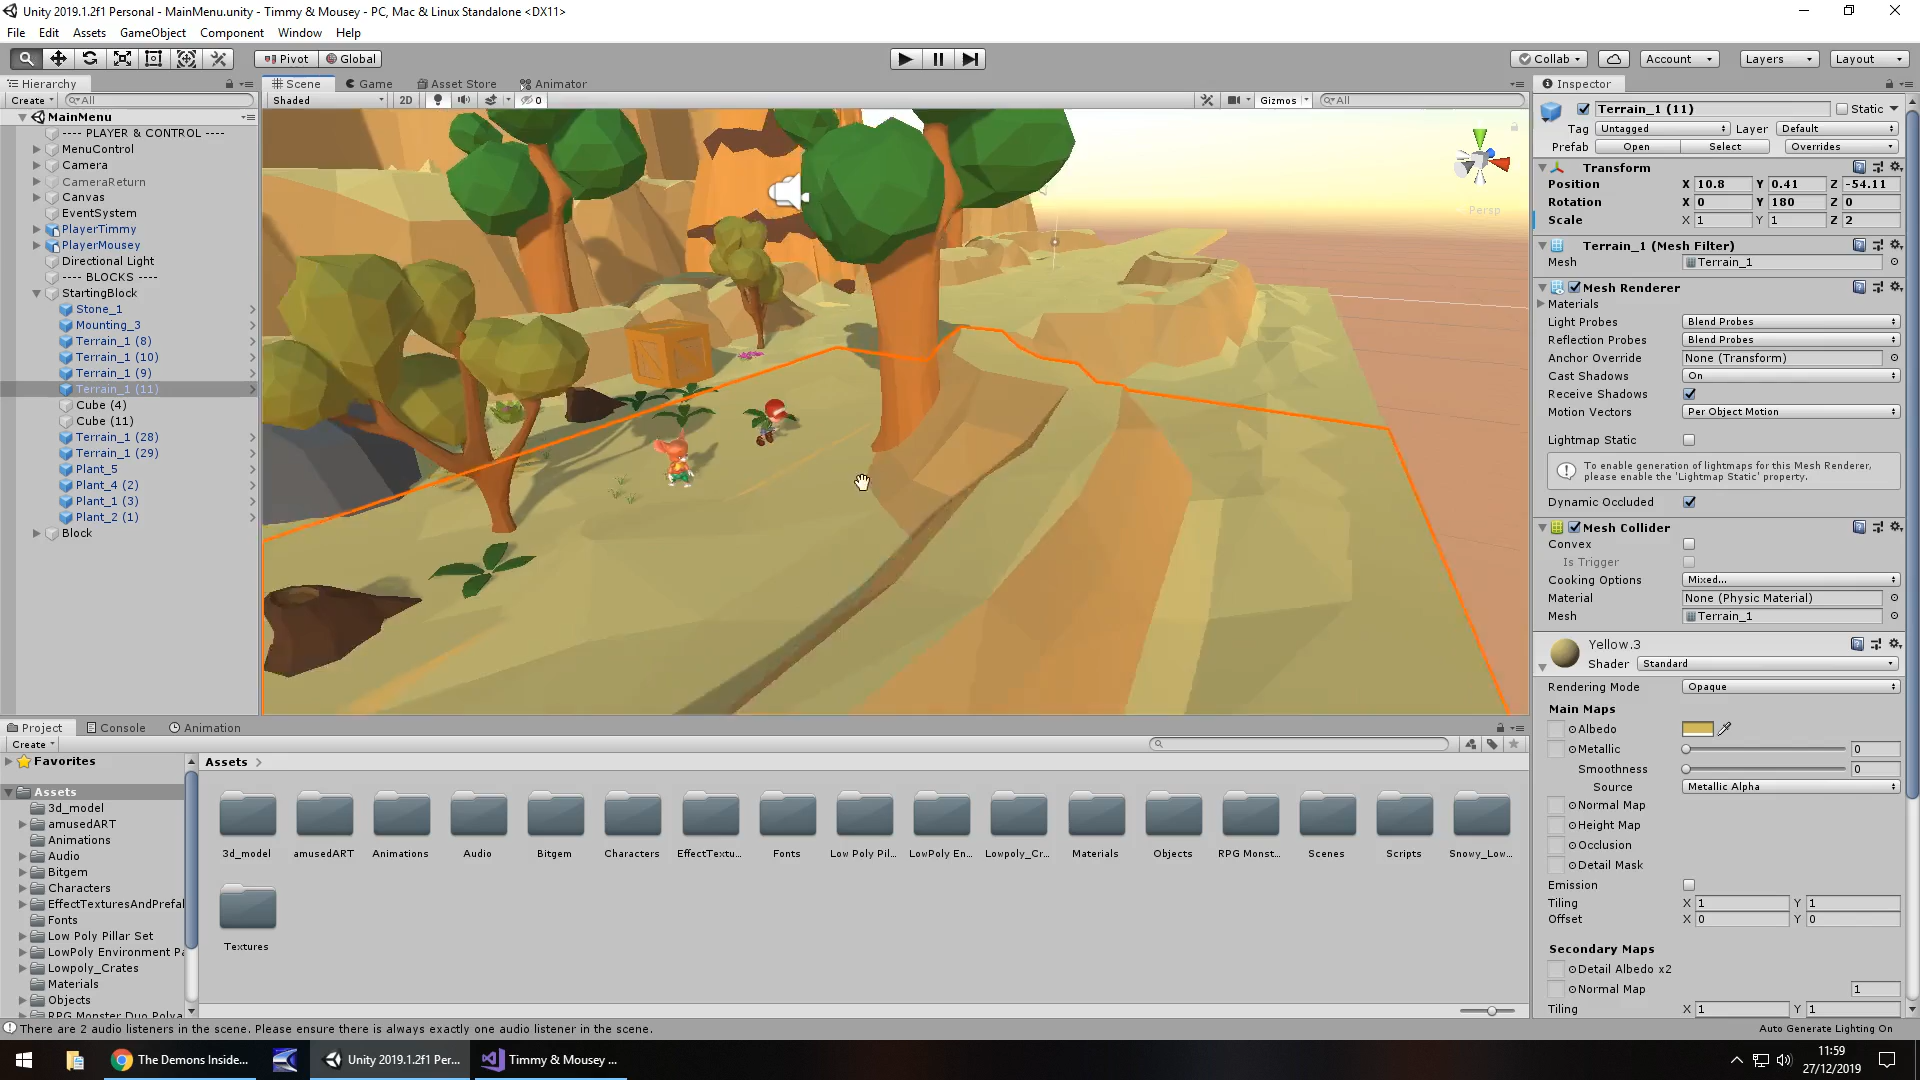 Unity 2019.1.2f1 Personal - MainMenu.unity - Timmy & Mousey - PC, Mac & Linux Standalone <DX11>
File Edit Assets GameObject Component Window Help
Pivot Global Collab Account Layers Layout
Hierarchy
Create All
MainMenu
---- PLAYER & CONTROL ----
MenuControl
Camera
CameraReturn
Canvas
EventSystem
PlayerTimmy
PlayerMousey
Directional Light
---- BLOCKS ----
StartingBlock
Stone_1
Mounting_3
Terrain_1 (8)
Terrain_1 (10)
Terrain_1 (9)
Terrain_1 (11)
Cube (4)
Cube (11)
Terrain_1 (28)
Terrain_1 (29)
Plant_5
Plant_4 (2)
Plant_1 (3)
Plant_2 (1)
Block
Scene Game Asset Store Animator
Shaded 2D 0 Gizmos All
Persp
Inspector
Terrain_1 (11) Static
Tag Untagged Layer Default
Prefab Open Select Overrides
Transform
Position X 10.8 Y 0.41 Z -54.11
Rotation X 0 Y 180 Z 0
Scale X 1 Y 1 Z 2
Terrain_1 (Mesh Filter)
Mesh Terrain_1
Mesh Renderer
Materials
Light Probes Blend Probes
Reflection Probes Blend Probes
Anchor Override None (Transform)
Cast Shadows On
Receive Shadows
Motion Vectors Per Object Motion
Lightmap Static
To enable generation of lightmaps for this Mesh Renderer,
please enable the 'Lightmap Static' property.
Dynamic Occluded
Mesh Collider
Convex
Is Trigger
Cooking Options Mixed...
Material None (Physic Material)
Mesh Terrain_1
Yellow.3
Shader Standard
Rendering Mode Opaque
Main Maps
Albedo
Metallic 0
Smoothness 0
Source Metallic Alpha
Normal Map
Height Map
Occlusion
Detail Mask
Emission
Tiling X 1 Y 1
Offset X 0 Y 0
Secondary Maps
Detail Albedo x2
Normal Map 1
Tiling X 1 Y 1
Project Console Animation
Create
Favorites
Assets
3d_model
amusedART
Animations
Audio
Bitgem
Characters
EffectTexturesAndPrefal
Fonts
Low Poly Pillar Set
LowPoly Environment Pa
Lowpoly_Crates
Materials
Objects
RPG Monster Duo Polya
Assets
3d_model amusedART Animations Audio Bitgem Characters EffectTextu... Fonts Low Poly Pil... LowPoly En... Lowpoly_Cr... Materials Objects RPG Monst... Scenes Scripts Snowy_Low...
Textures
There are 2 audio listeners in the scene. Please ensure there is always exactly one audio listener in the scene.
Auto Generate Lighting On
The Demons Inside... Unity 2019.1.2f1 Per... Timmy & Mousey ...
11:59
27/12/2019